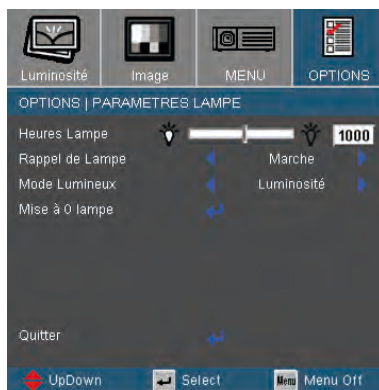 Luminosité Image MENU OPTIONS
OPTIONS | PARAMETRES LAMPE
Heures Lampe 1000
Rappel de Lampe Marche
Mode Lumineux Luminosité
Mise à 0 lampe
Quitter
UpDown Select Menu Menu Off